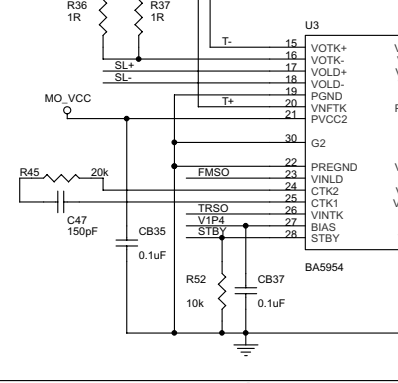 R36
1R
R37
1R
U3
T-
15 VOTK+
16 VOTK-
SL+ 17 VOLD+
SL- 18 VOLD-
19 PGND
MO_VCC
T+ 20 VNFTK
21 PVCC2
30 G2
22 PREGND
R45 20k
FMSO 23 VINLD
24 CTK2
25 CTK1
TRSO 26 VINTK
V1P4 27 BIAS
STBY 28 STBY
C47
150pF
CB35
0.1uF
BA5954
R52
10k
CB37
0.1uF